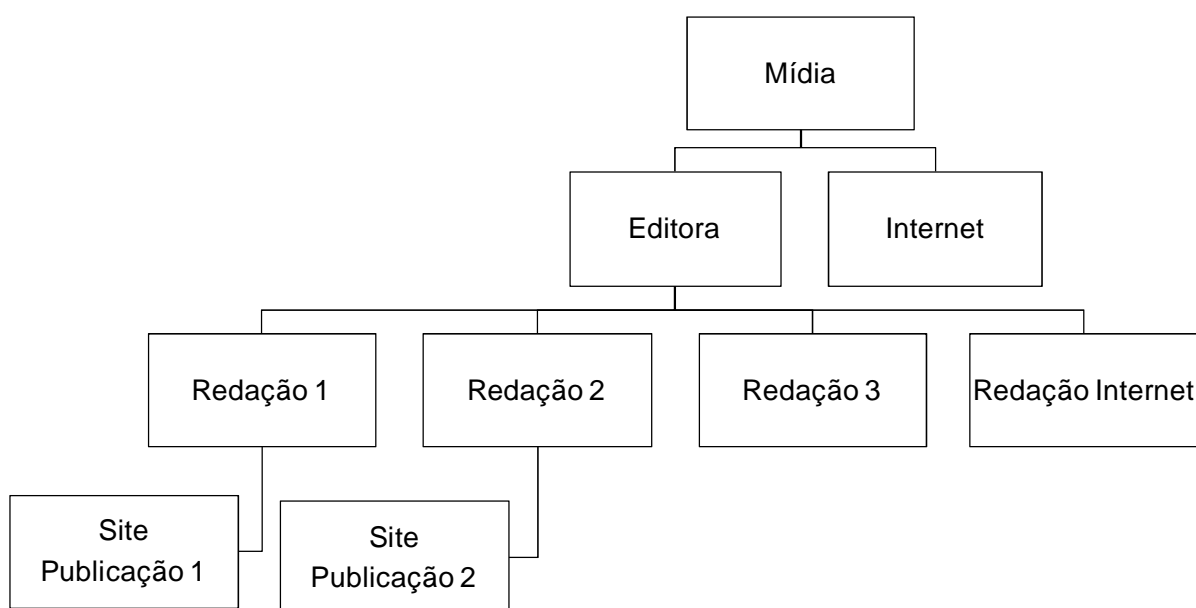 Mídia
Editora
Internet
Redação 1
Redação 2
Redação 3
Redação Internet
Site
Publicação 1
Site
Publicação 2